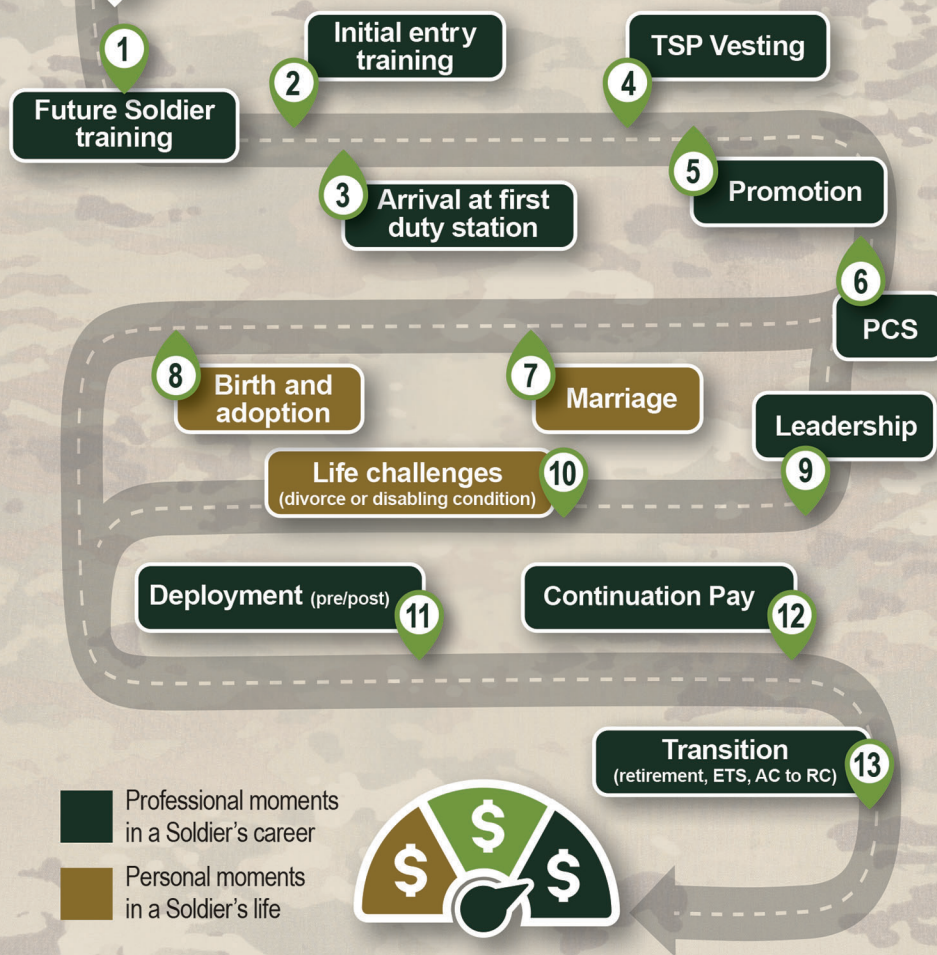 1
Future Soldier
training
2
Initial entry
training
3
Arrival at first
duty station
4
TSP Vesting
5
Promotion
6
PCS
7
Marriage
8
Birth and
adoption
9
Leadership
10
Life challenges
(divorce or disabling condition)
11
Deployment (pre/post)
12
Continuation Pay
13
Transition
(retirement, ETS, AC to RC)
Professional moments
in a Soldier's career
Personal moments
in a Soldier's life
$
$
$